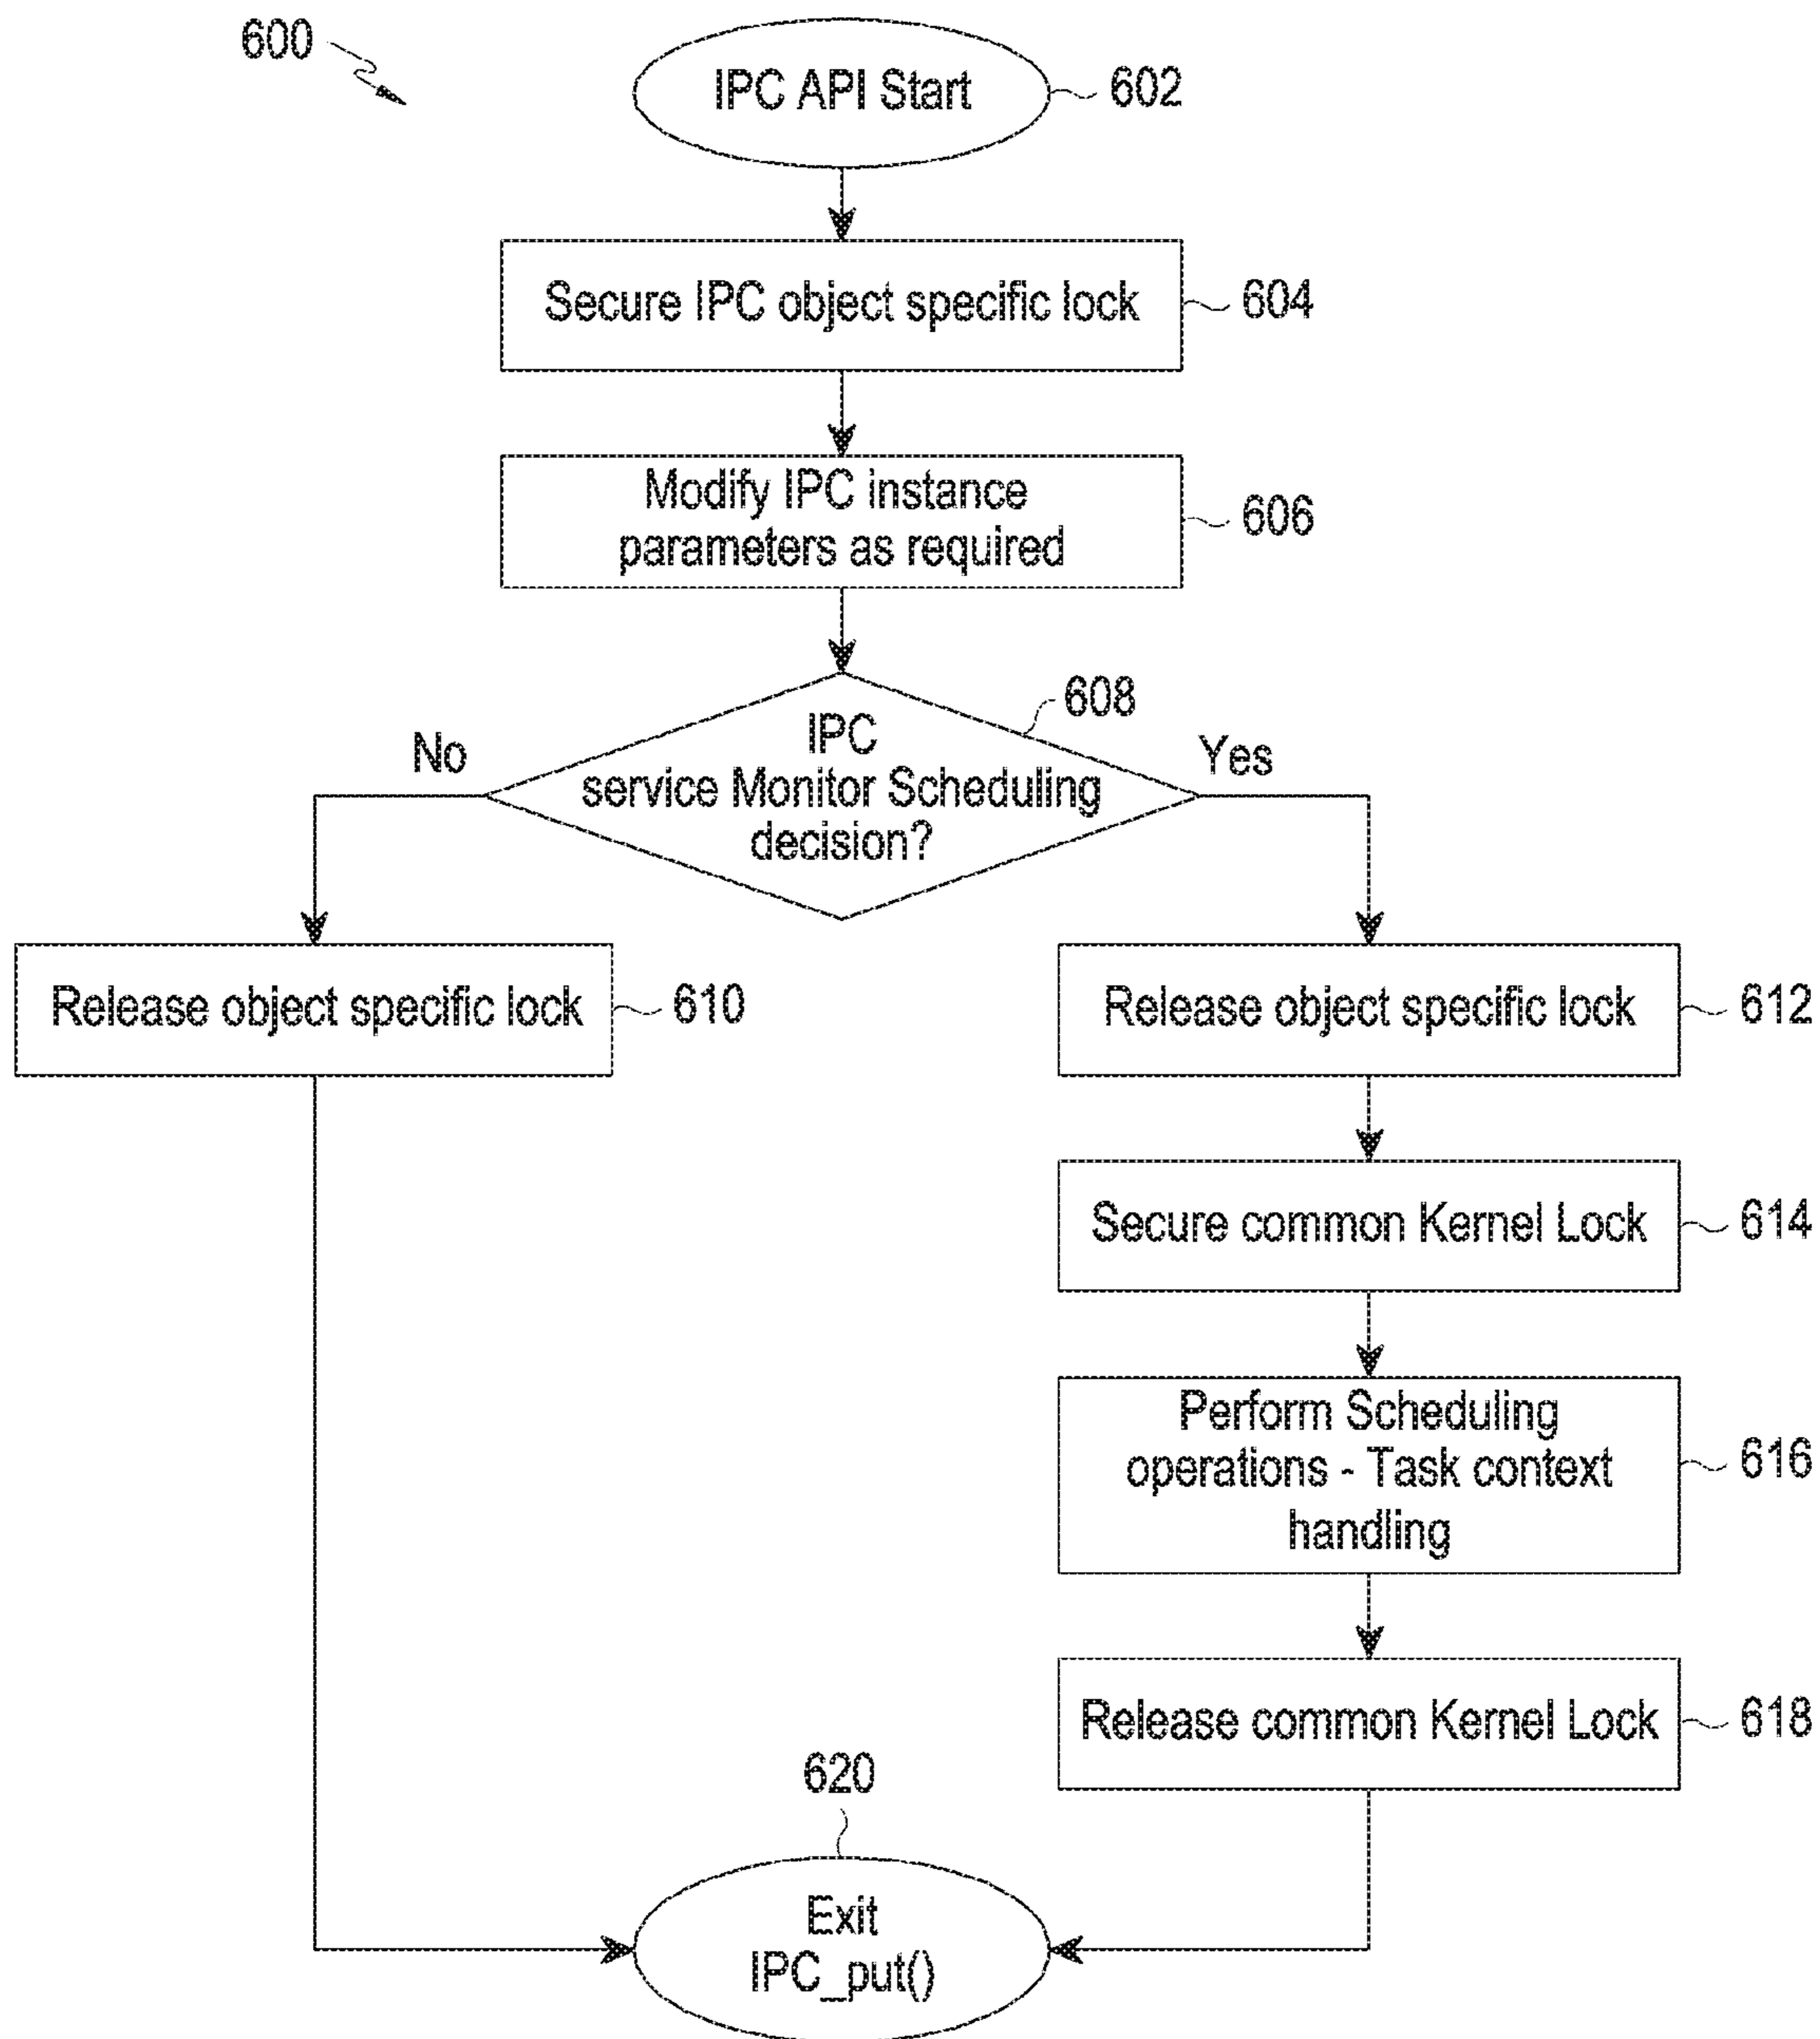 600
IPC API Start
602
Secure IPC object specific lock
604
Modify IPC instance
parameters as required
606
608
No
IPC
service Monitor Scheduling
decision?
Yes
Release object specific lock
610
Release object specific lock
612
Secure common Kernel Lock
614
Perform Scheduling
operations - Task context
handling
616
Release common Kernel Lock
618
620
Exit
IPC_put()